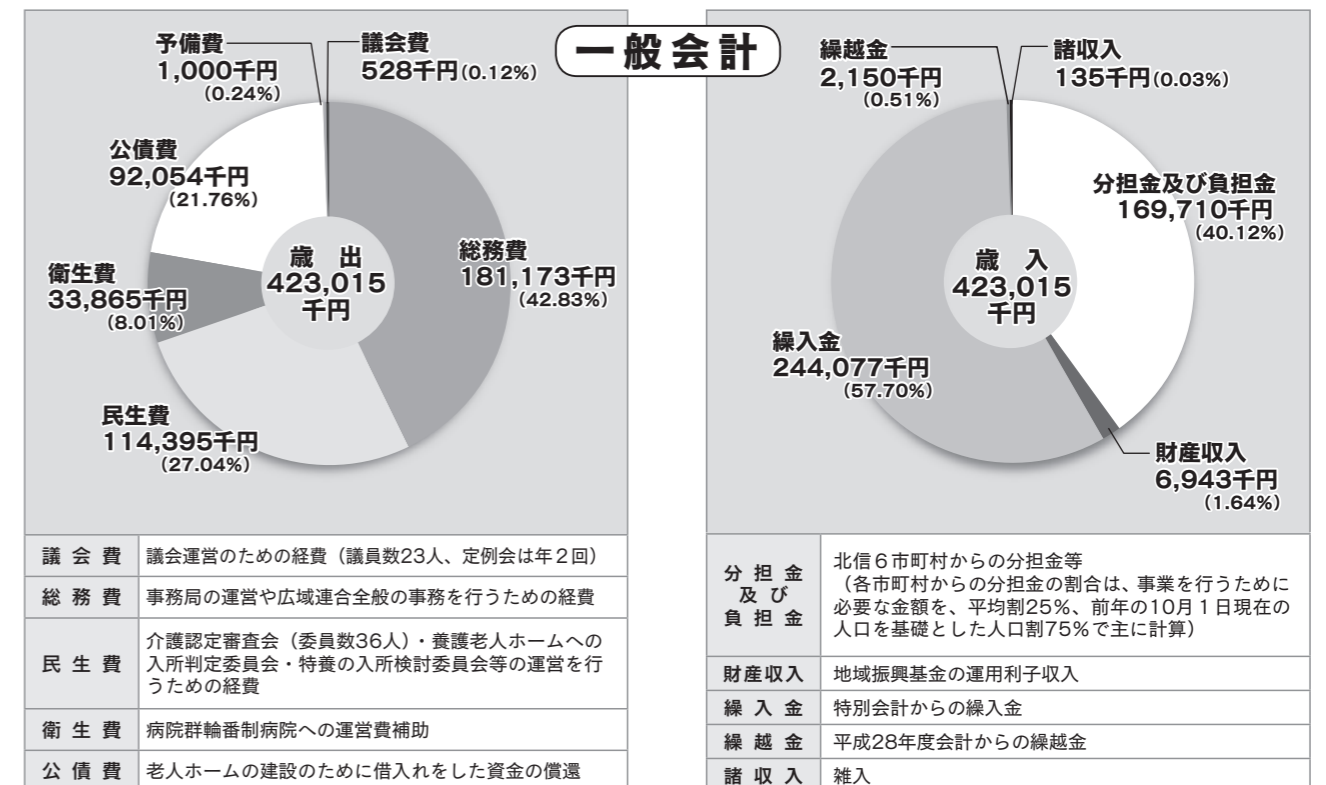 一般会計
予備費
1,000千円
(0.24%)
議会費
528千円(0.12%)
公債費
92,054千円
(21.76%)
衛生費
33,865千円
(8.01%)
歳出
423,015
千円
総務費
181,173千円
(42.83%)
民生費
114,395千円
(27.04%)
議会費 議会運営のための経費（議員数23人、定例会は年２回）
総務費 事務局の運営や広域連合全般の事務を行うための経費
民生費
介護認定審査会（委員数36人）・養護老人ホームへの
入所判定委員会・特養の入所検討委員会等の運営を行
うための経費
衛生費 病院群輪番制病院への運営費補助
公債費 老人ホームの建設のために借入れをした資金の償還
繰越金
2,150千円
(0.51%)
諸収入
135千円(0.03%)
分担金及び負担金
169,710千円
(40.12%)
歳入
423,015
千円
繰入金
244,077千円
(57.70%)
財産収入
6,943千円
(1.64%)
分担金
及び
負担金
北信６市町村からの分担金等
（各市町村からの分担金の割合は、事業を行うために
必要な金額を、平均割25％、前年の10月１日現在の
人口を基礎とした人口割75％で主に計算）
財産収入 地域振興基金の運用利子収入
繰入金 特別会計からの繰入金
繰越金 平成28年度会計からの繰越金
諸収入 雑入